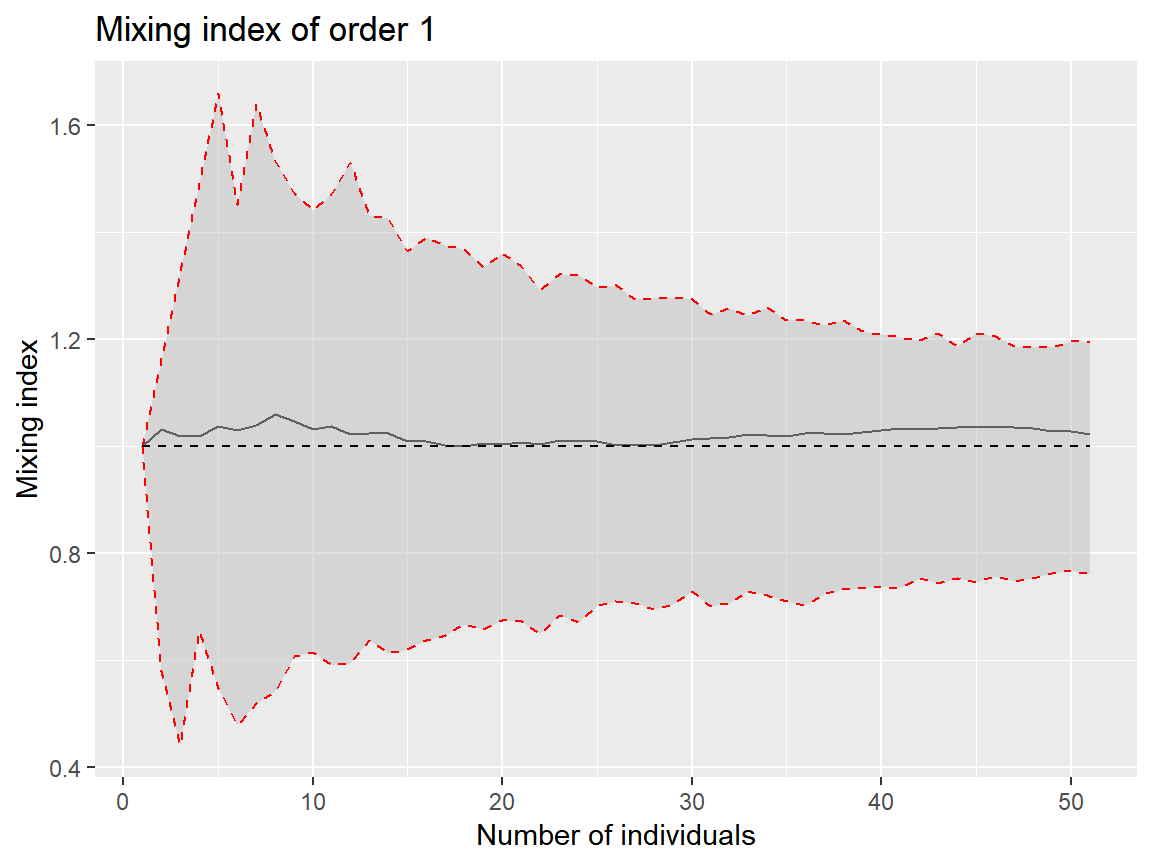 Mixing index of order 1
Mixing index
1.6
1.2
0.8
0.4
0 10 20 30 40 50
Number of individuals